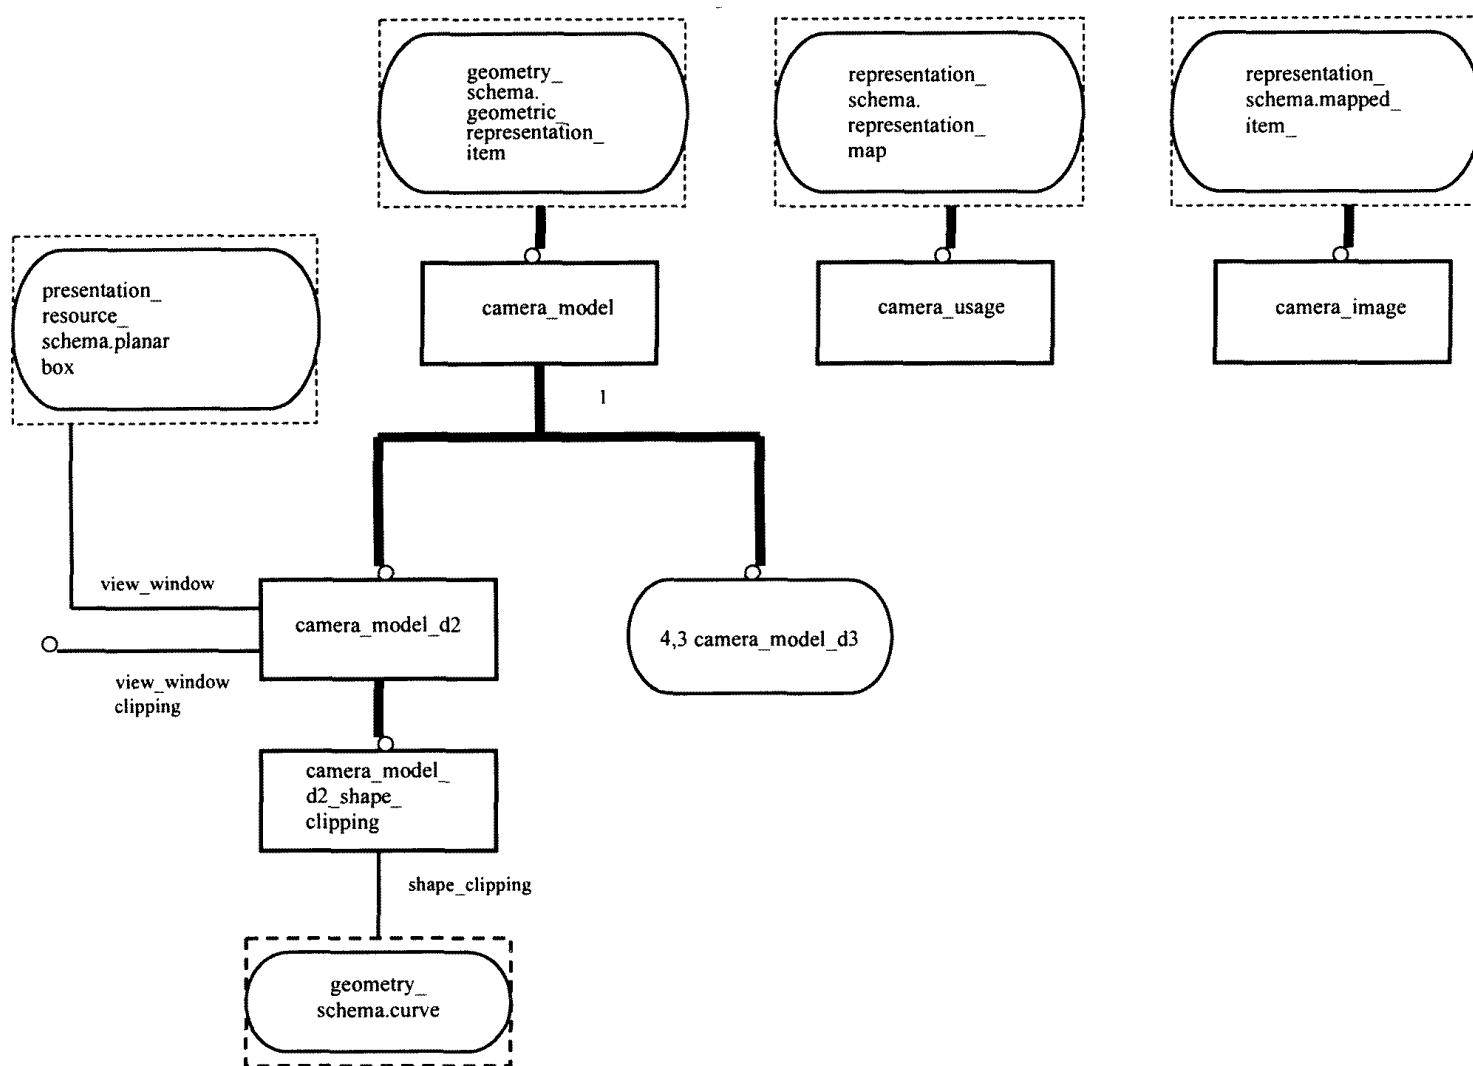 geometry_
schema.
geometric_
representation_
item
representation_
schema.
representation_
map
representation_
schema.mapped_
item_
presentation_
resource_
schema.planar
box
camera_model
camera_usage
camera_image
1
view_window
camera_model_d2
4,3 camera_model_d3
view_window
clipping
camera_model_
d2_shape_
clipping
shape_clipping
geometry_
schema.curve